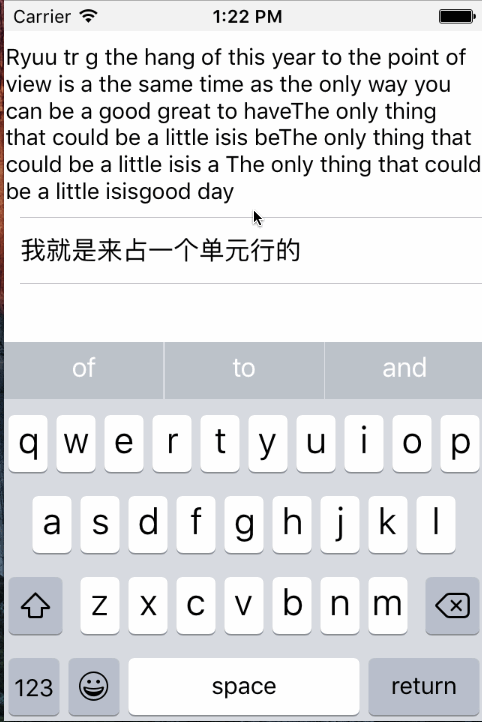 Carrier 1:22 PM
Ryuu tr g the hang of this year to the point of
view is a the same time as the only way you
can be a good great to haveThe only thing
that could be a little isis beThe only thing that
could be a little isis a The only thing that could
be a little isisgood day
我就是来占一个单元行的
of to and
q w e r t y u i o p
a s d f g h j k l
z x c v b n m
123 space return